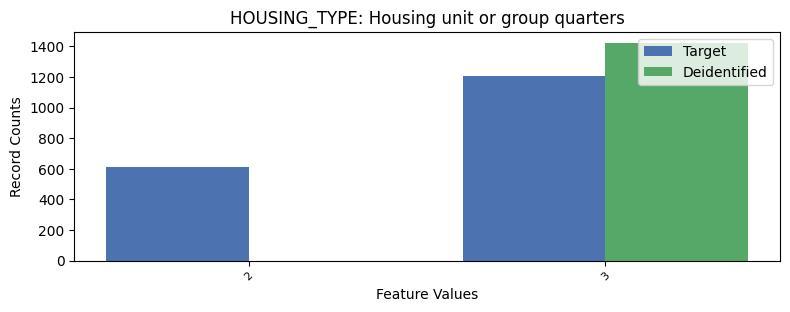 HOUSING_TYPE: Housing unit or group quarters
Target
Deidentified
Record Counts
1400
1200
1000
800
600
400
200
0
2
3
Feature Values